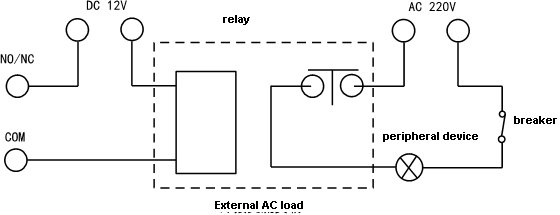 DC 12V
relay
AC 220V
NO/NC
breaker
peripheral device
COM
External AC load